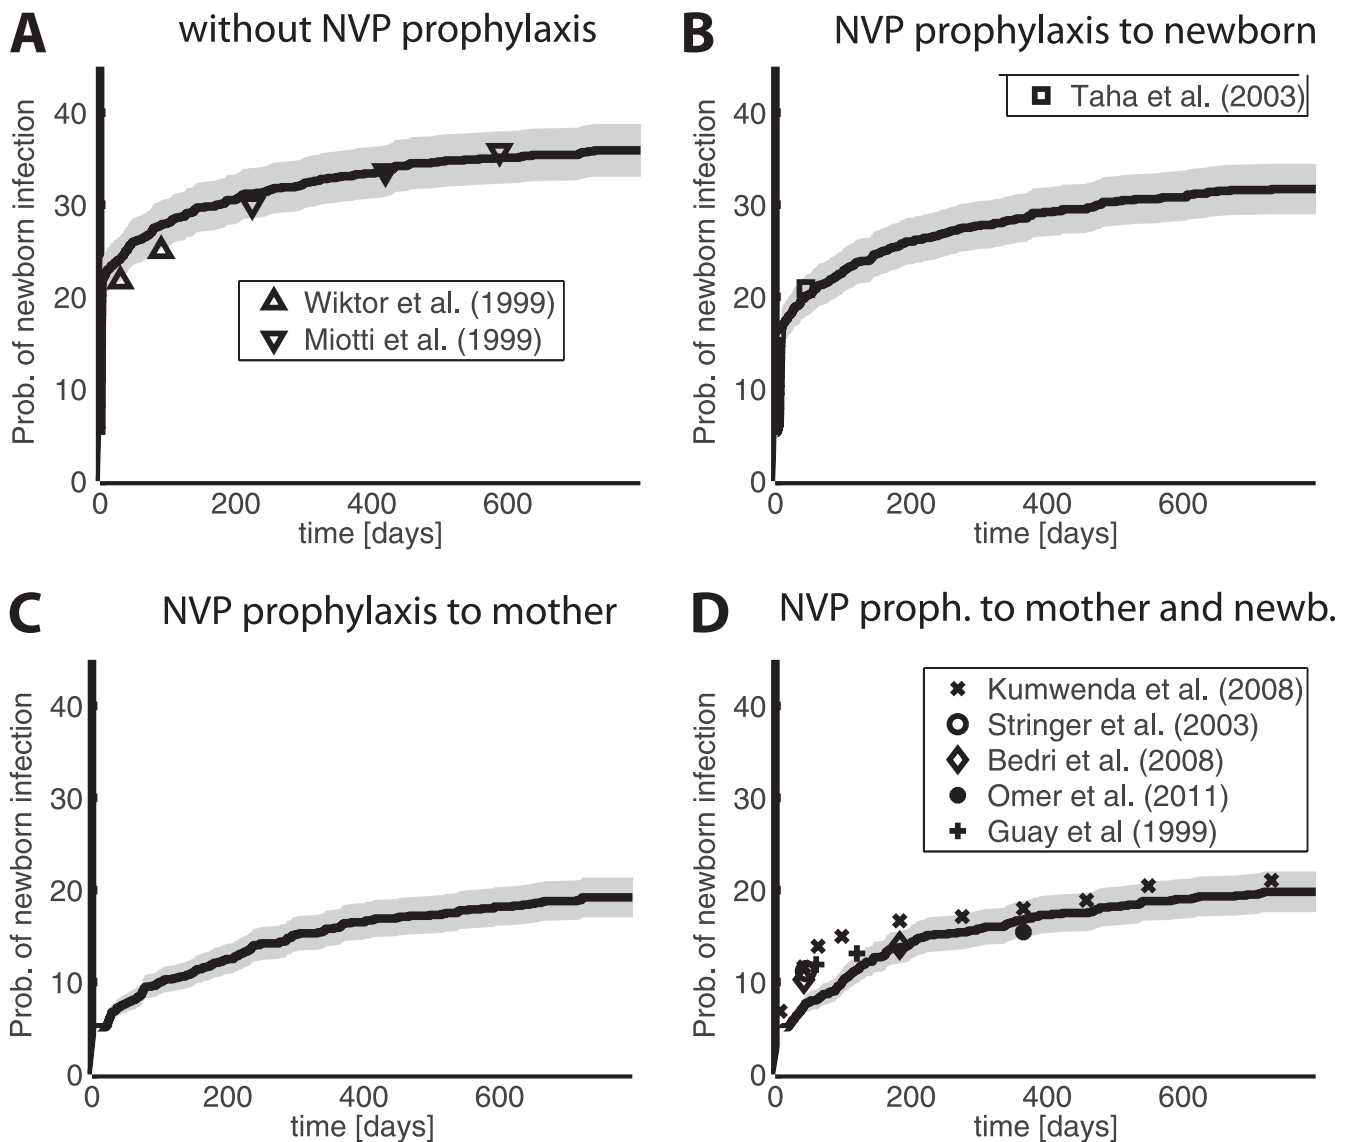 A without NVP prophylaxis
Prob. of newborn infection
40
30
20
10
0
0 200 400 600
time [days]
Wiktor et al. (1999)
Miotti et al. (1999)
B NVP prophylaxis to newborn
Prob. of newborn infection
40
30
20
10
0
0 200 400 600
time [days]
Taha et al. (2003)
C NVP prophylaxis to mother
Prob. of newborn infection
40
30
20
10
0
0 200 400 600
time [days]
D NVP proph. to mother and newb.
Prob. of newborn infection
40
30
20
10
0
0 200 400 600
time [days]
Kumwenda et al. (2008)
Stringer et al. (2003)
Bedri et al. (2008)
Omer et al. (2011)
Guay et al (1999)